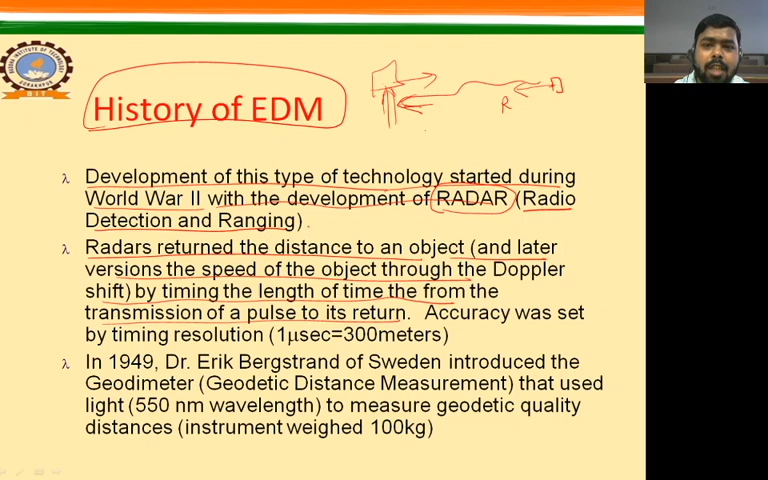 History of EDM
R
λ Development of this type of technology started during
World War II with the development of RADAR (Radio
Detection and Ranging).
λ Radars returned the distance to an object (and later
versions the speed of the object through the Doppler
shift) by timing the length of time the from the
transmission of a pulse to its return. Accuracy was set
by timing resolution (1μsec=300meters)
λ In 1949, Dr. Erik Bergstrand of Sweden introduced the
Geodimeter (Geodetic Distance Measurement) that used
light (550 nm wavelength) to measure geodetic quality
distances (instrument weighed 100kg)